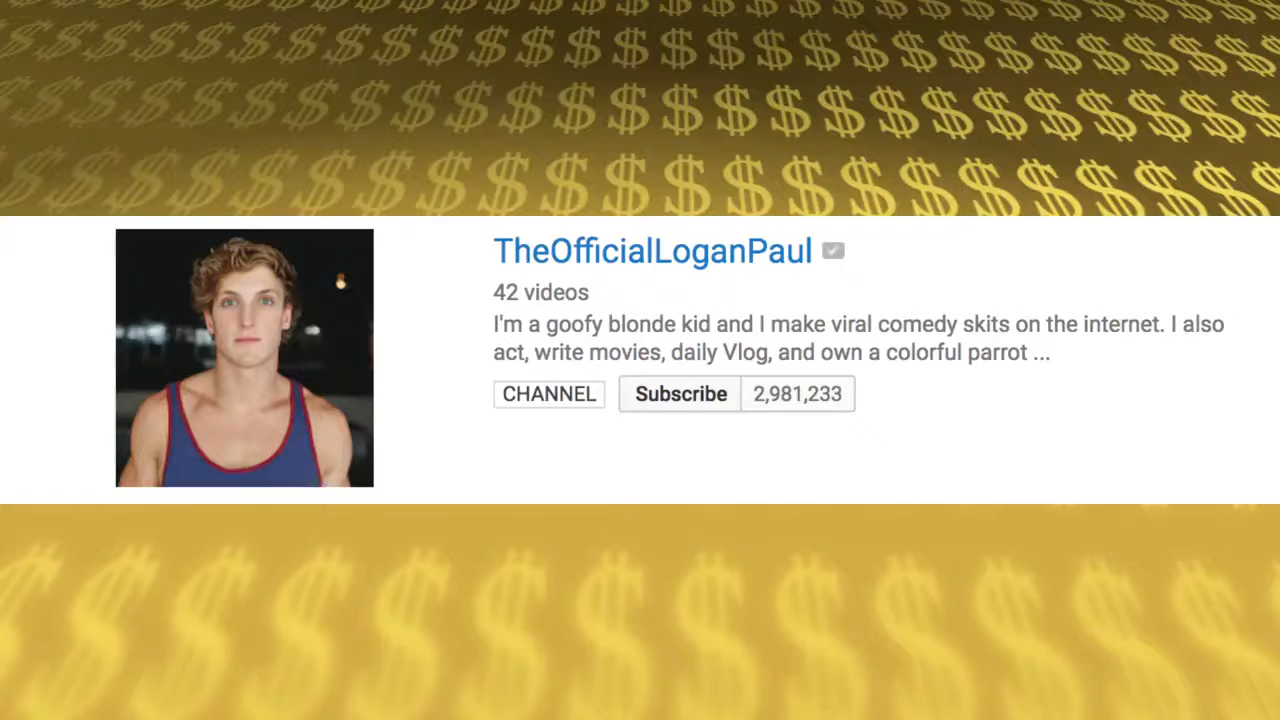 TheOfficialLoganPaul
42 videos
I'm a goofy blonde kid and I make viral comedy skits on the internet. I also
act, write movies, daily Vlog, and own a colorful parrot ...
CHANNEL Subscribe 2,981,233